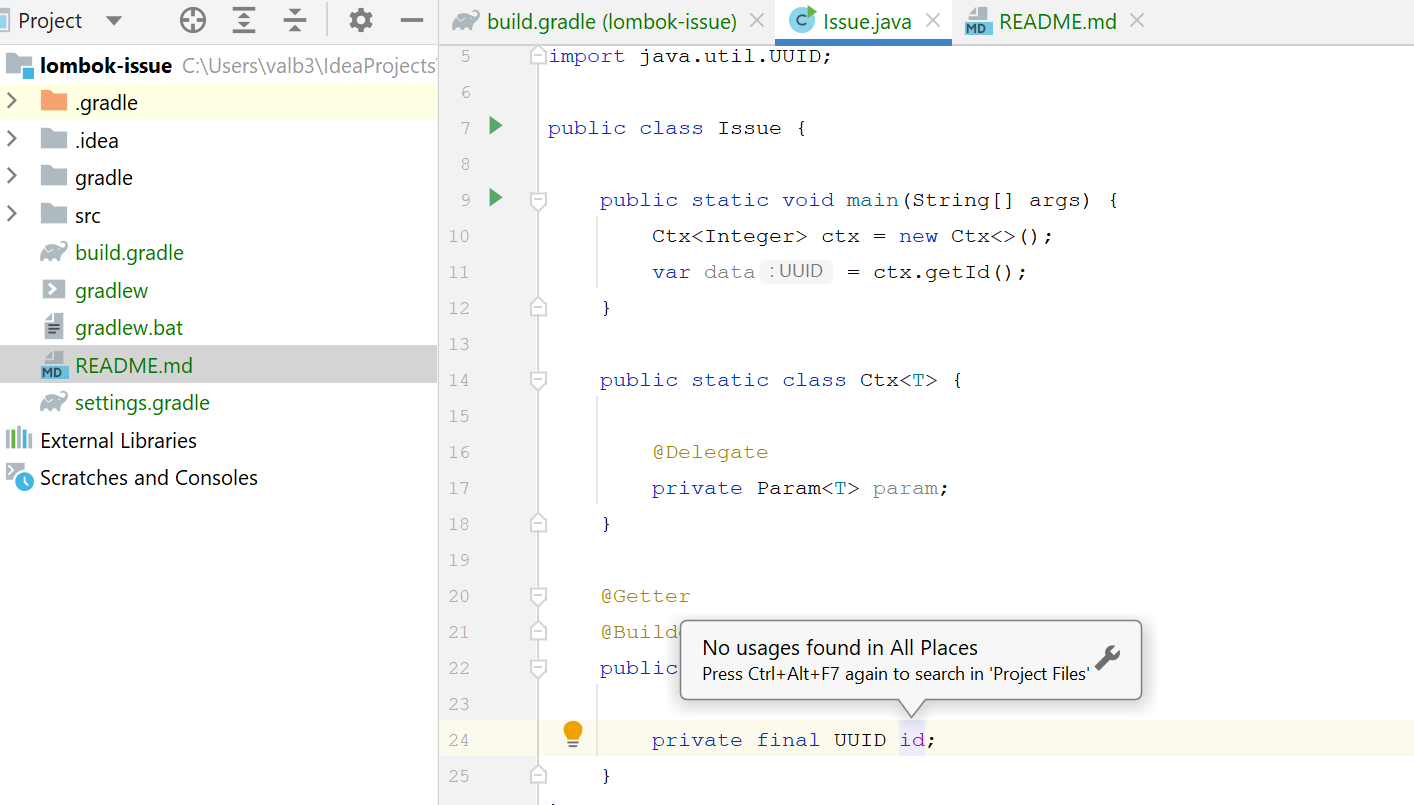 Project
build.gradle (lombok-issue)
Issue.java
MD README.md
lombok-issue C:\Users\valb3\IdeaProjects
.gradle
.idea
gradle
src
build.gradle
gradlew
gradlew.bat
MD README.md
settings.gradle
External Libraries
Scratches and Consoles
5 import java.util.UUID;
6
7 public class Issue {
8
9 public static void main(String[] args) {
10 Ctx<Integer> ctx = new Ctx<>();
11 var data : UUID = ctx.getId();
12 }
13
14 public static class Ctx<T> {
15
16 @Delegate
17 private Param<T> param;
18 }
19
20 @Getter
21 @Build
22 public
23
24 private final UUID id;
25 }
No usages found in All Places
Press Ctrl+Alt+F7 again to search in 'Project Files'